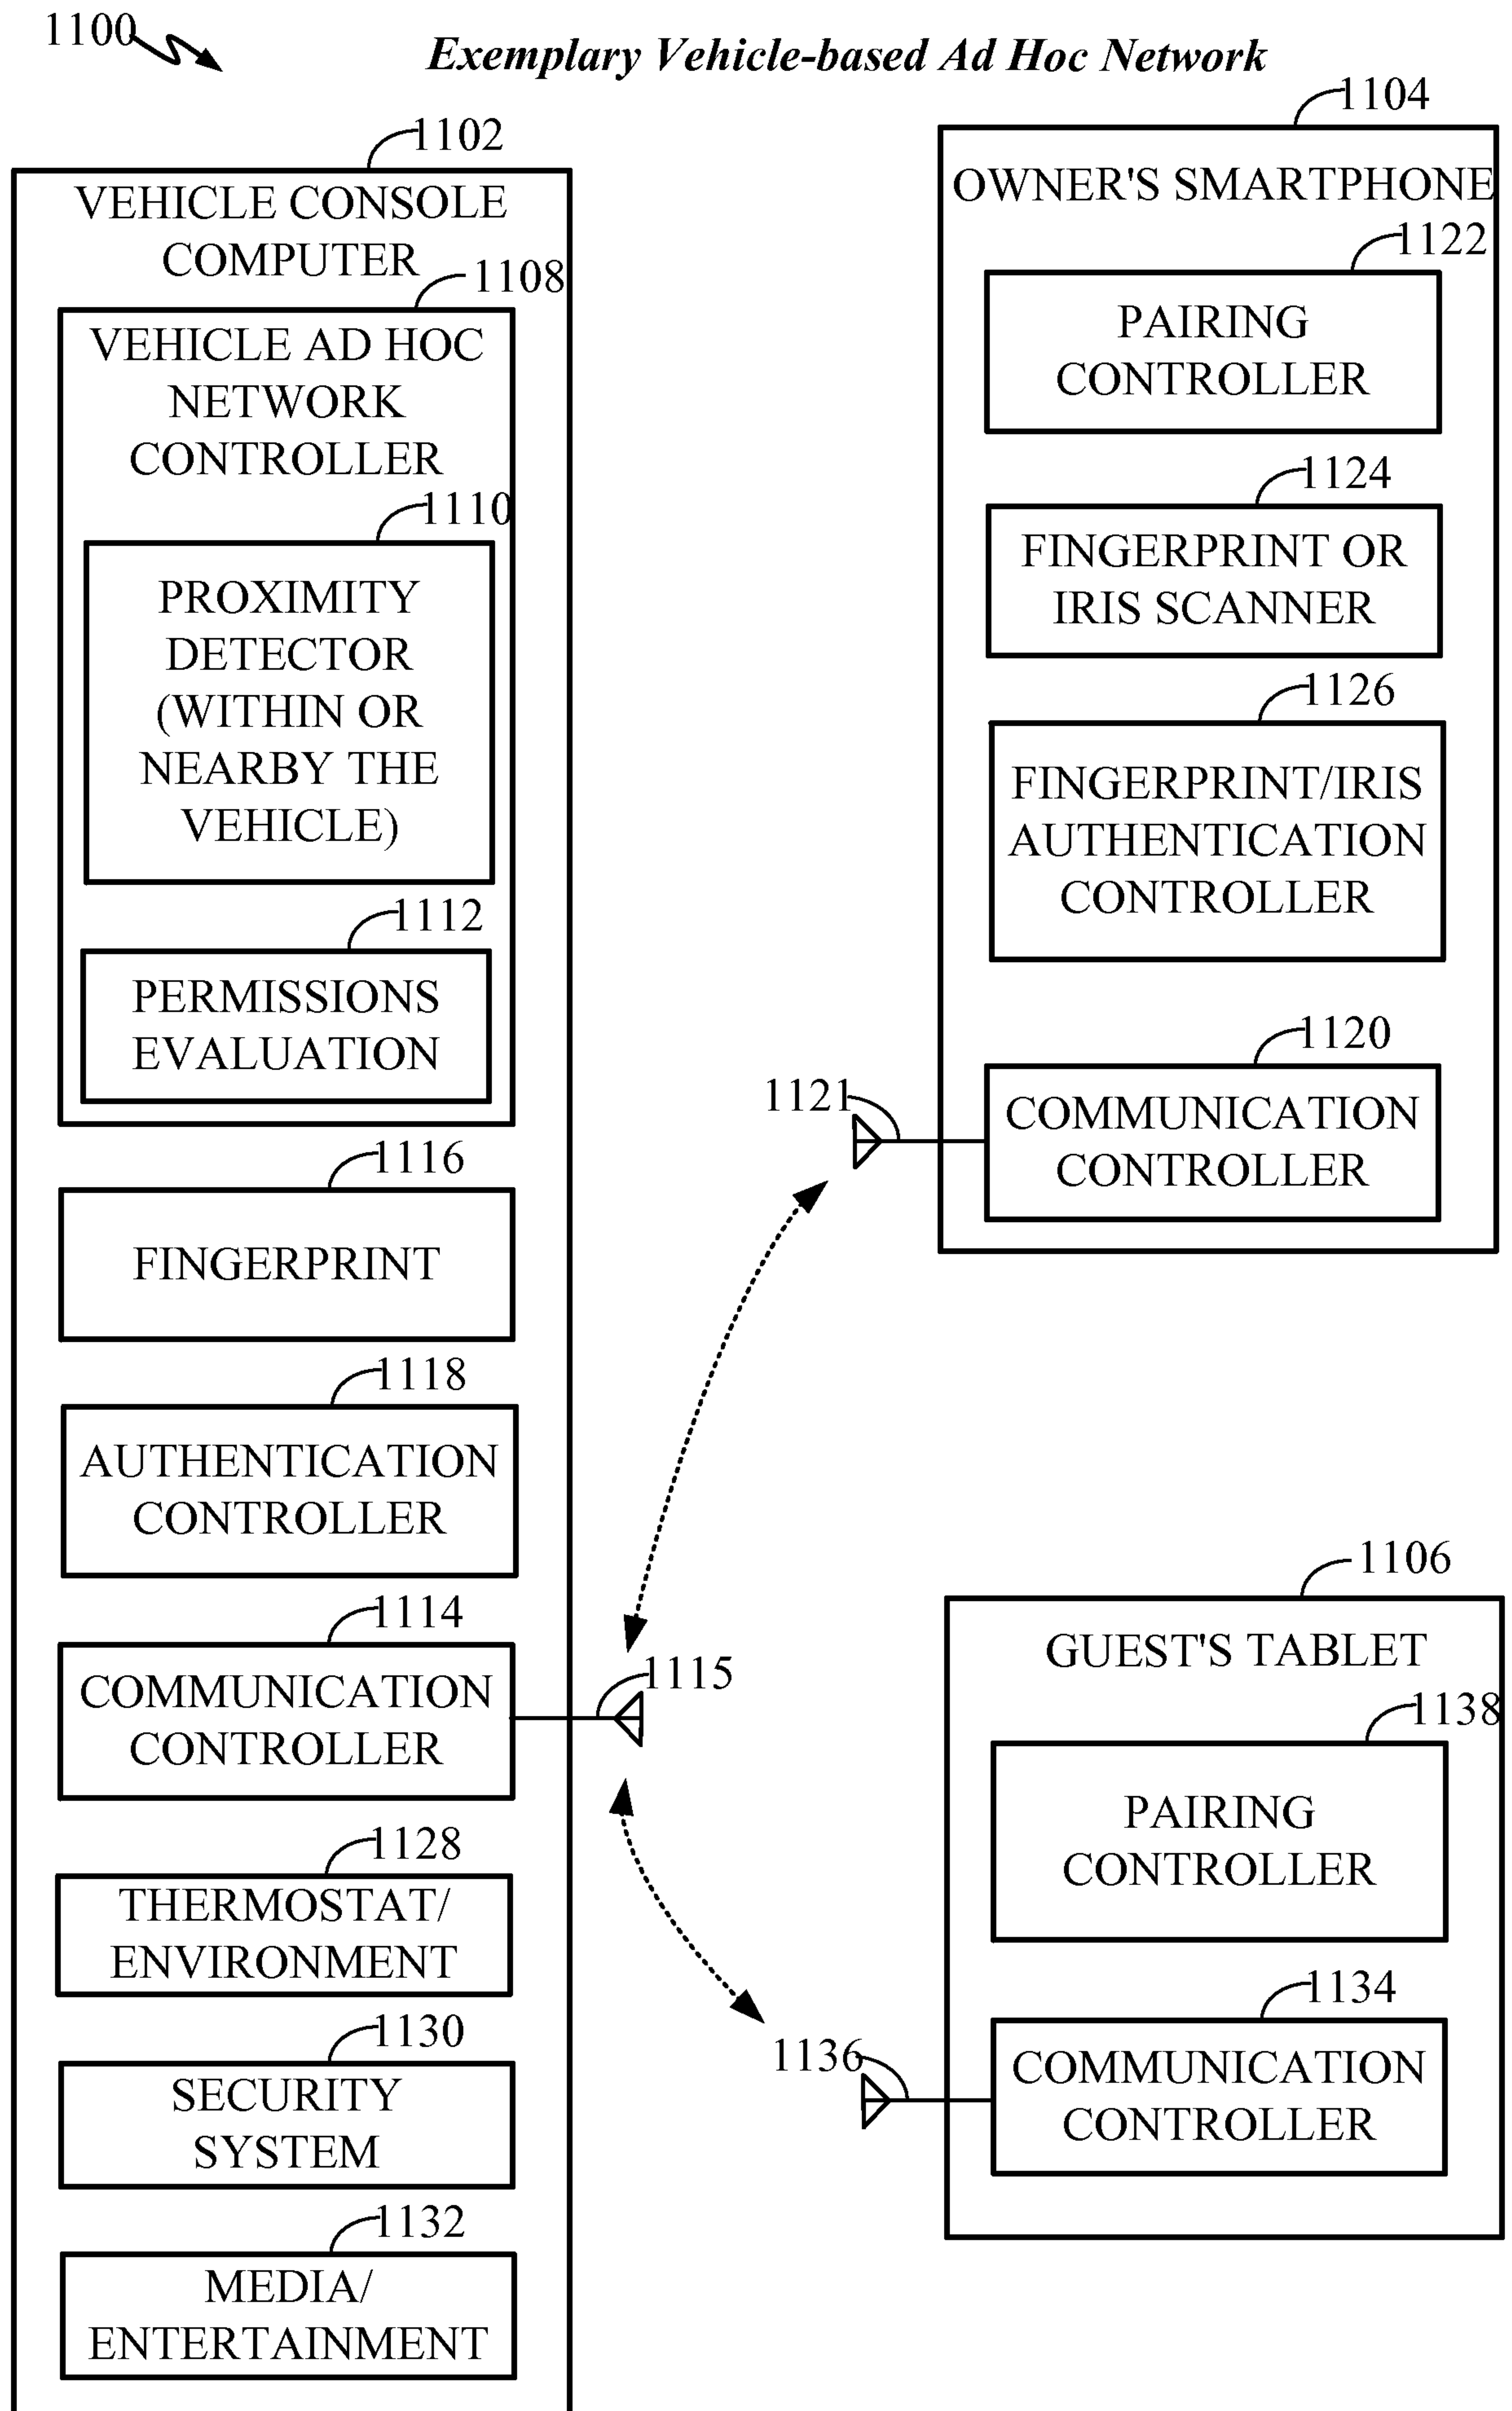 1100
Exemplary Vehicle-based Ad Hoc Network
1102
VEHICLE CONSOLE
COMPUTER
1108
VEHICLE AD HOC
NETWORK
CONTROLLER
1110
PROXIMITY
DETECTOR
(WITHIN OR
NEARBY THE
VEHICLE)
1112
PERMISSIONS
EVALUATION
1116
FINGERPRINT
1118
AUTHENTICATION
CONTROLLER
1114
COMMUNICATION
CONTROLLER
1115
1128
THERMOSTAT/
ENVIRONMENT
1130
SECURITY
SYSTEM
1132
MEDIA/
ENTERTAINMENT
1104
OWNER'S SMARTPHONE
1122
PAIRING
CONTROLLER
1124
FINGERPRINT OR
IRIS SCANNER
1126
FINGERPRINT/IRIS
AUTHENTICATION
CONTROLLER
1120
1121
COMMUNICATION
CONTROLLER
1106
GUEST'S TABLET
1138
PAIRING
CONTROLLER
1134
1136
COMMUNICATION
CONTROLLER